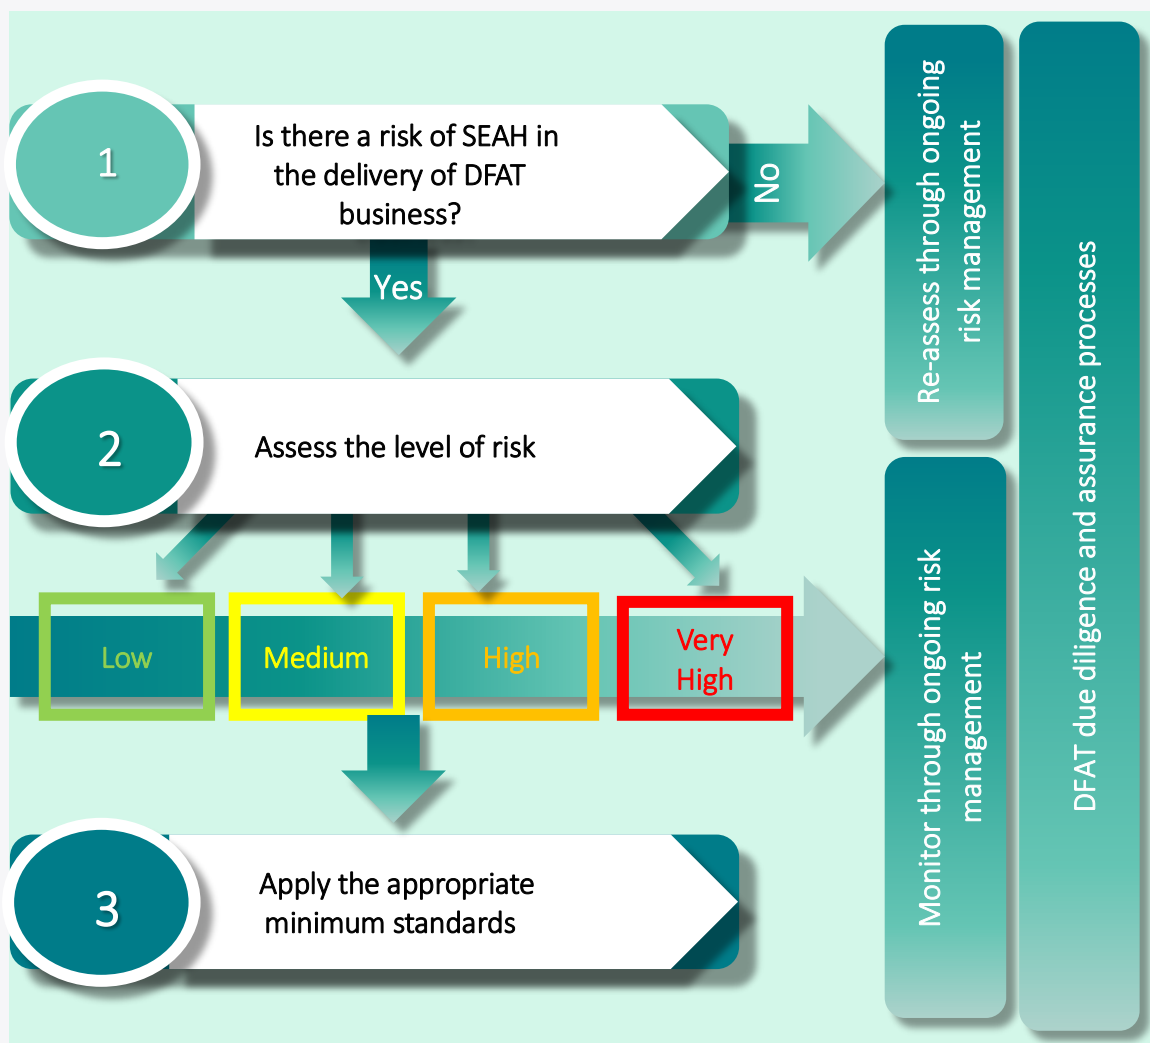 1
Is there a risk of SEAH in
the delivery of DFAT
business?
No
Yes
2
Assess the level of risk
Low
Medium
High
Very
High
3
Apply the appropriate
minimum standards
Re-assess through ongoing
risk management
Monitor through ongoing risk
management
DFAT due diligence and assurance processes